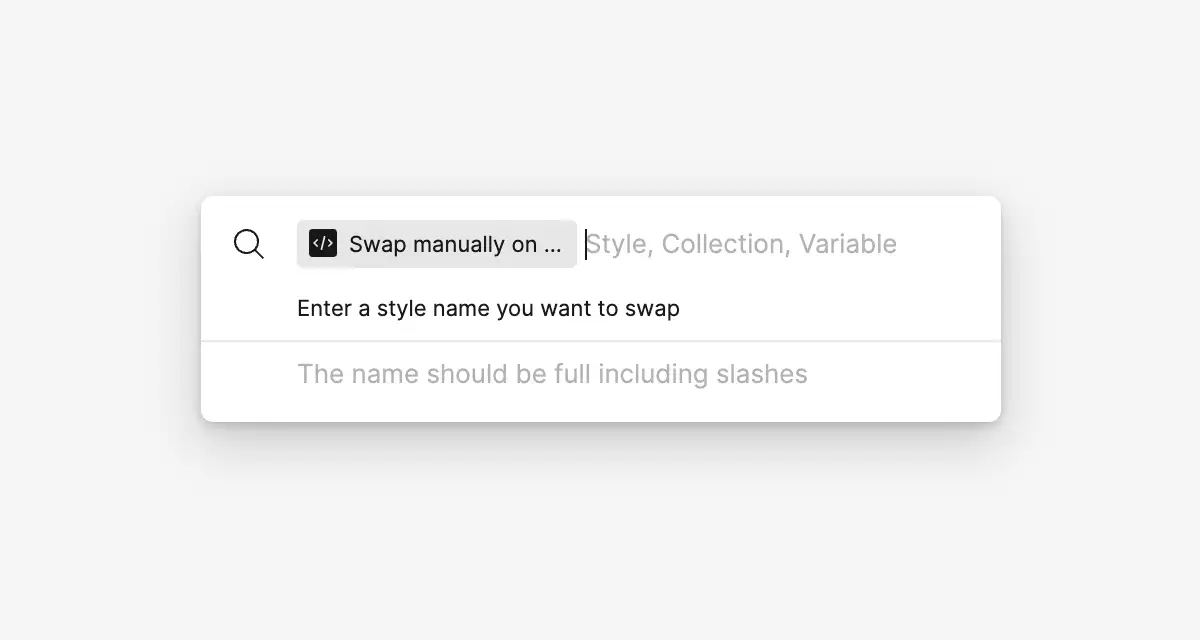 </> Swap manually on ... Style, Collection, Variable
Enter a style name you want to swap
The name should be full including slashes